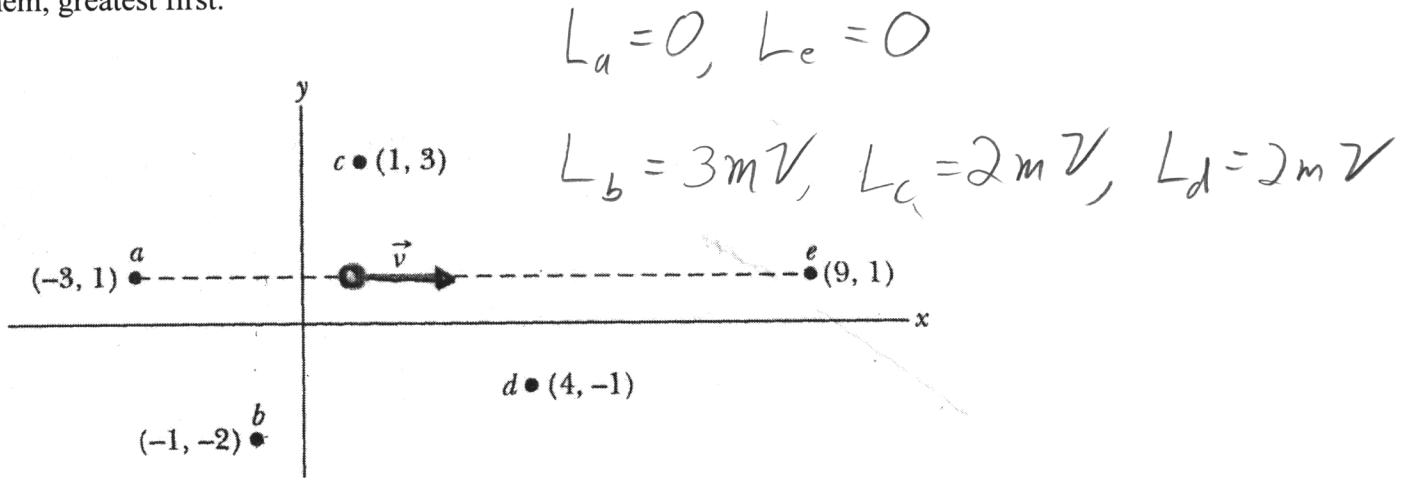 em, greatest first.
L_a = 0, L_e = 0
y
c • (1, 3)
L_b = 3mV, L_c = 2mV, L_d = 2mV
a
v⃗
e
(–3, 1)
(9, 1)
x
d • (4, –1)
b
(–1, –2)